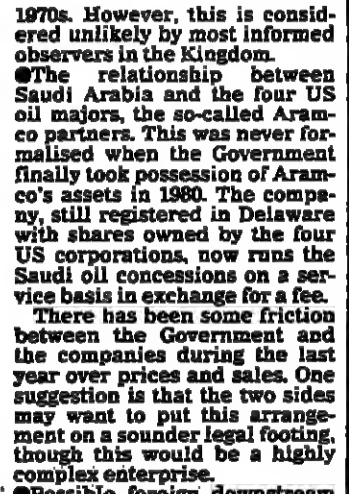 1970s. However, this is consid-
ered unlikely by most informed
observers in the Kingdom.
●The relationship between
Saudi Arabia and the four US
oil majors, the so-called Aram-
co partners. This was never for-
malised when the Government
finally took possession of Aram-
co's assets in 1980. The compa-
ny, still registered in Delaware
with shares owned by the four
US corporations, now runs the
Saudi oil concessions on a ser-
vice basis in exchange for a fee.
There has been some friction
between the Government and
the companies during the last
year over prices and sales. One
suggestion is that the two sides
may want to put this arrange-
ment on a sounder legal footing,
though this would be a highly
complex enterprise.
●Possible foreign downstream